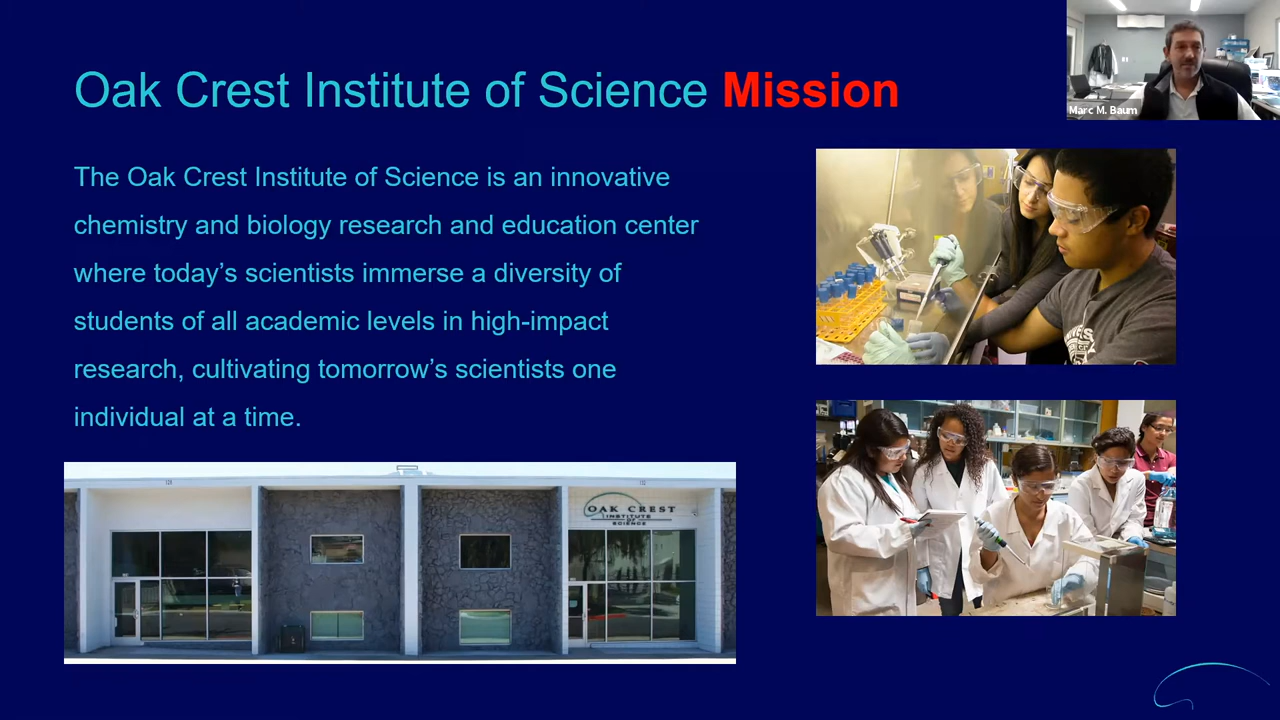 Oak Crest Institute of Science Mission
Marc M. Baum
The Oak Crest Institute of Science is an innovative
chemistry and biology research and education center
where today’s scientists immerse a diversity of
students of all academic levels in high-impact
research, cultivating tomorrow’s scientists one
individual at a time.
OAK CREST
INSTITUTE
OF
SCIENCE